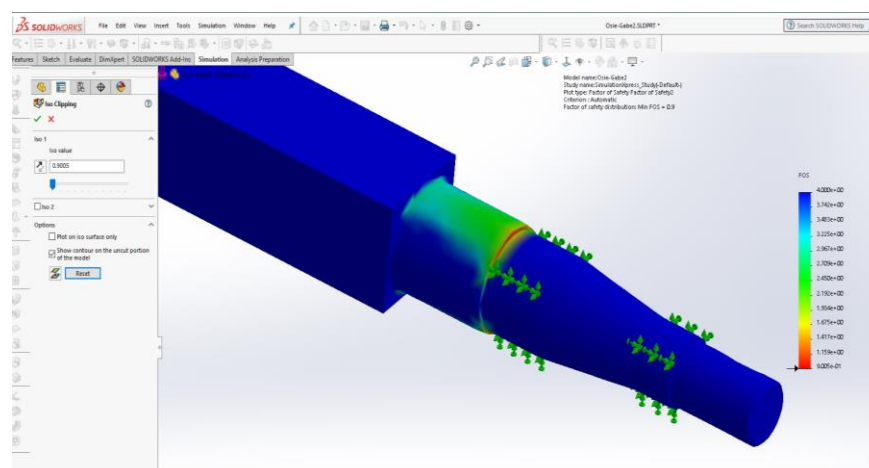 SOLIDWORKS File Edit View Insert Tools Simulation Window Help
Osie-Gabe2.SLDPRT *
Search SOLIDWORKS Help
Features Sketch Evaluate DimXpert SOLIDWORKS Add-Ins Simulation Analysis Preparation
Iso Clipping
Iso 1
Iso value
0.9005
Iso 2
Options
Plot on iso surface only
Show contour on the uncut portion
of the model
Reset
Model name:Osie-Gabe2
Study name:SimulationXpress_Study(-Default-)
Plot type: Factor of Safety Factor of Safety2
Criterion : Automatic
Factor of safety distribution: Min FOS = 0.9
FOS
4.000e+00
3.742e+00
3.483e+00
3.225e+00
2.967e+00
2.709e+00
2.450e+00
2.192e+00
1.934e+00
1.675e+00
1.417e+00
1.159e+00
9.005e-01